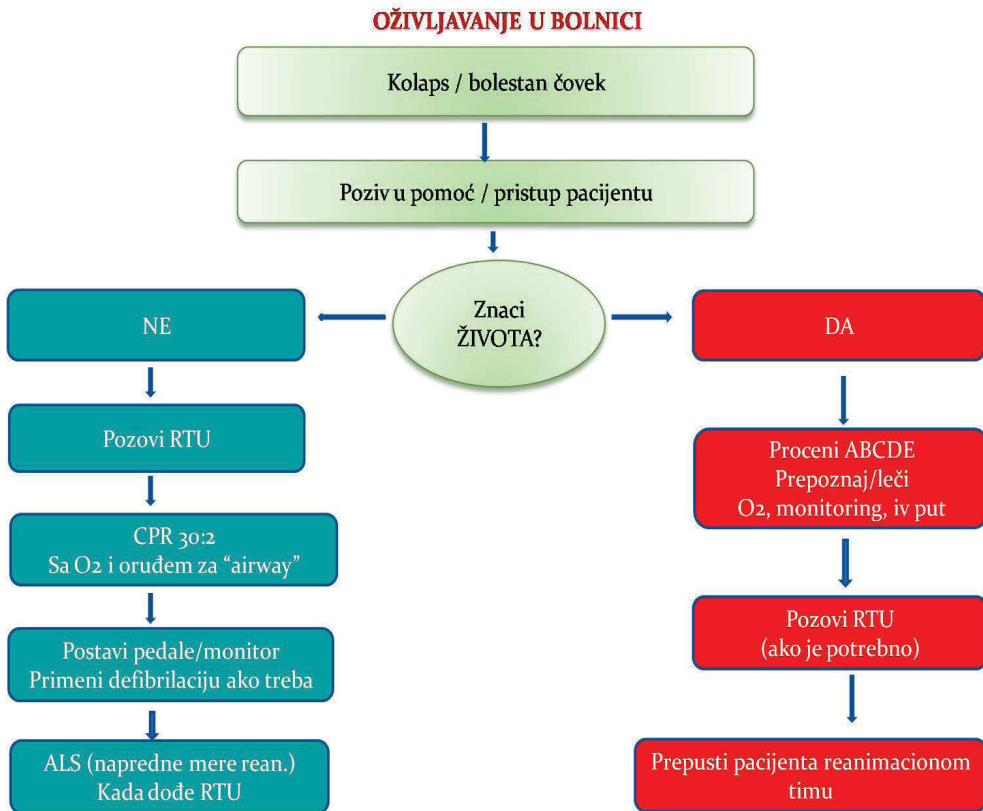 OŽIVLJAVANJE U BOLNICI
Kolaps / bolestan čovek
Poziv u pomoć / pristup pacijentu
Znaci
ŽIVOTA?
NE
Pozovi RTU
CPR 30:2
Sa O2 i oruđem za “airway”
Postavi pedale/monitor
Primeni defibrilaciju ako treba
ALS (napredne mere rean.)
Kada dođe RTU
DA
Proceni ABCDE
Prepoznaj/leči
O2, monitoring, iv put
Pozovi RTU
(ako je potrebno)
Prepusti pacijenta reanimacionom
timu